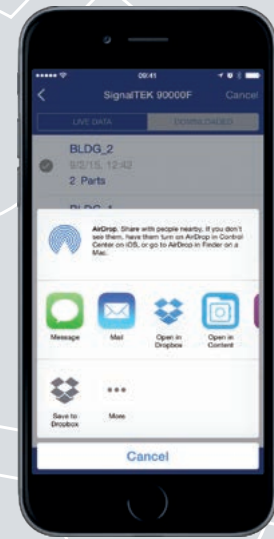 09:41
SignalTEK 90000F
Cancel
LIVE DATA
DOWNLOADED
BLDG_2
9/2/15, 12:42
2 Parts
AirDrop. Share with people nearby. If you don't
see them, have them turn on AirDrop in Control
Center on iOS, or go to AirDrop in Finder on a
Mac.
Message
Mail
Open in
Dropbox
Open in
Content
Save to
Dropbox
More
Cancel